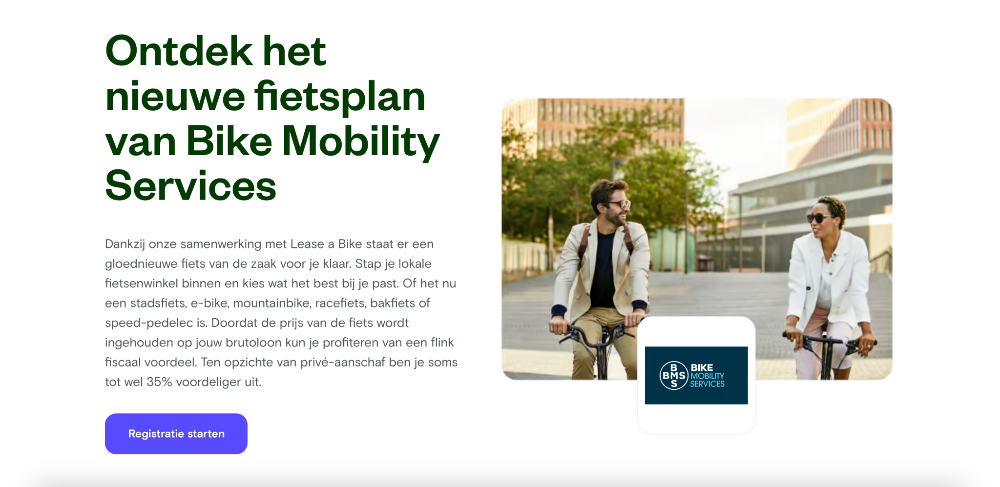 Ontdek het
nieuwe fietsplan
van Bike Mobility
Services
Dankzij onze samenwerking met Lease a Bike staat er een
gloednieuwe fiets van de zaak voor je klaar. Stap je lokale
fietsenwinkel binnen en kies wat het best bij je past. Of het nu
een stadsfiets, e-bike, mountainbike, racefiets, bakfiets of
speed-pedelec is. Doordat de prijs van de fiets wordt
ingehouden op jouw brutoloon kun je profiteren van een flink
fiscaal voordeel. Ten opzichte van privé-aanschaf ben je soms
tot wel 35% voordeliger uit.
Registratie starten
B
BMS
S
BIKE
MOBILITY
SERVICES